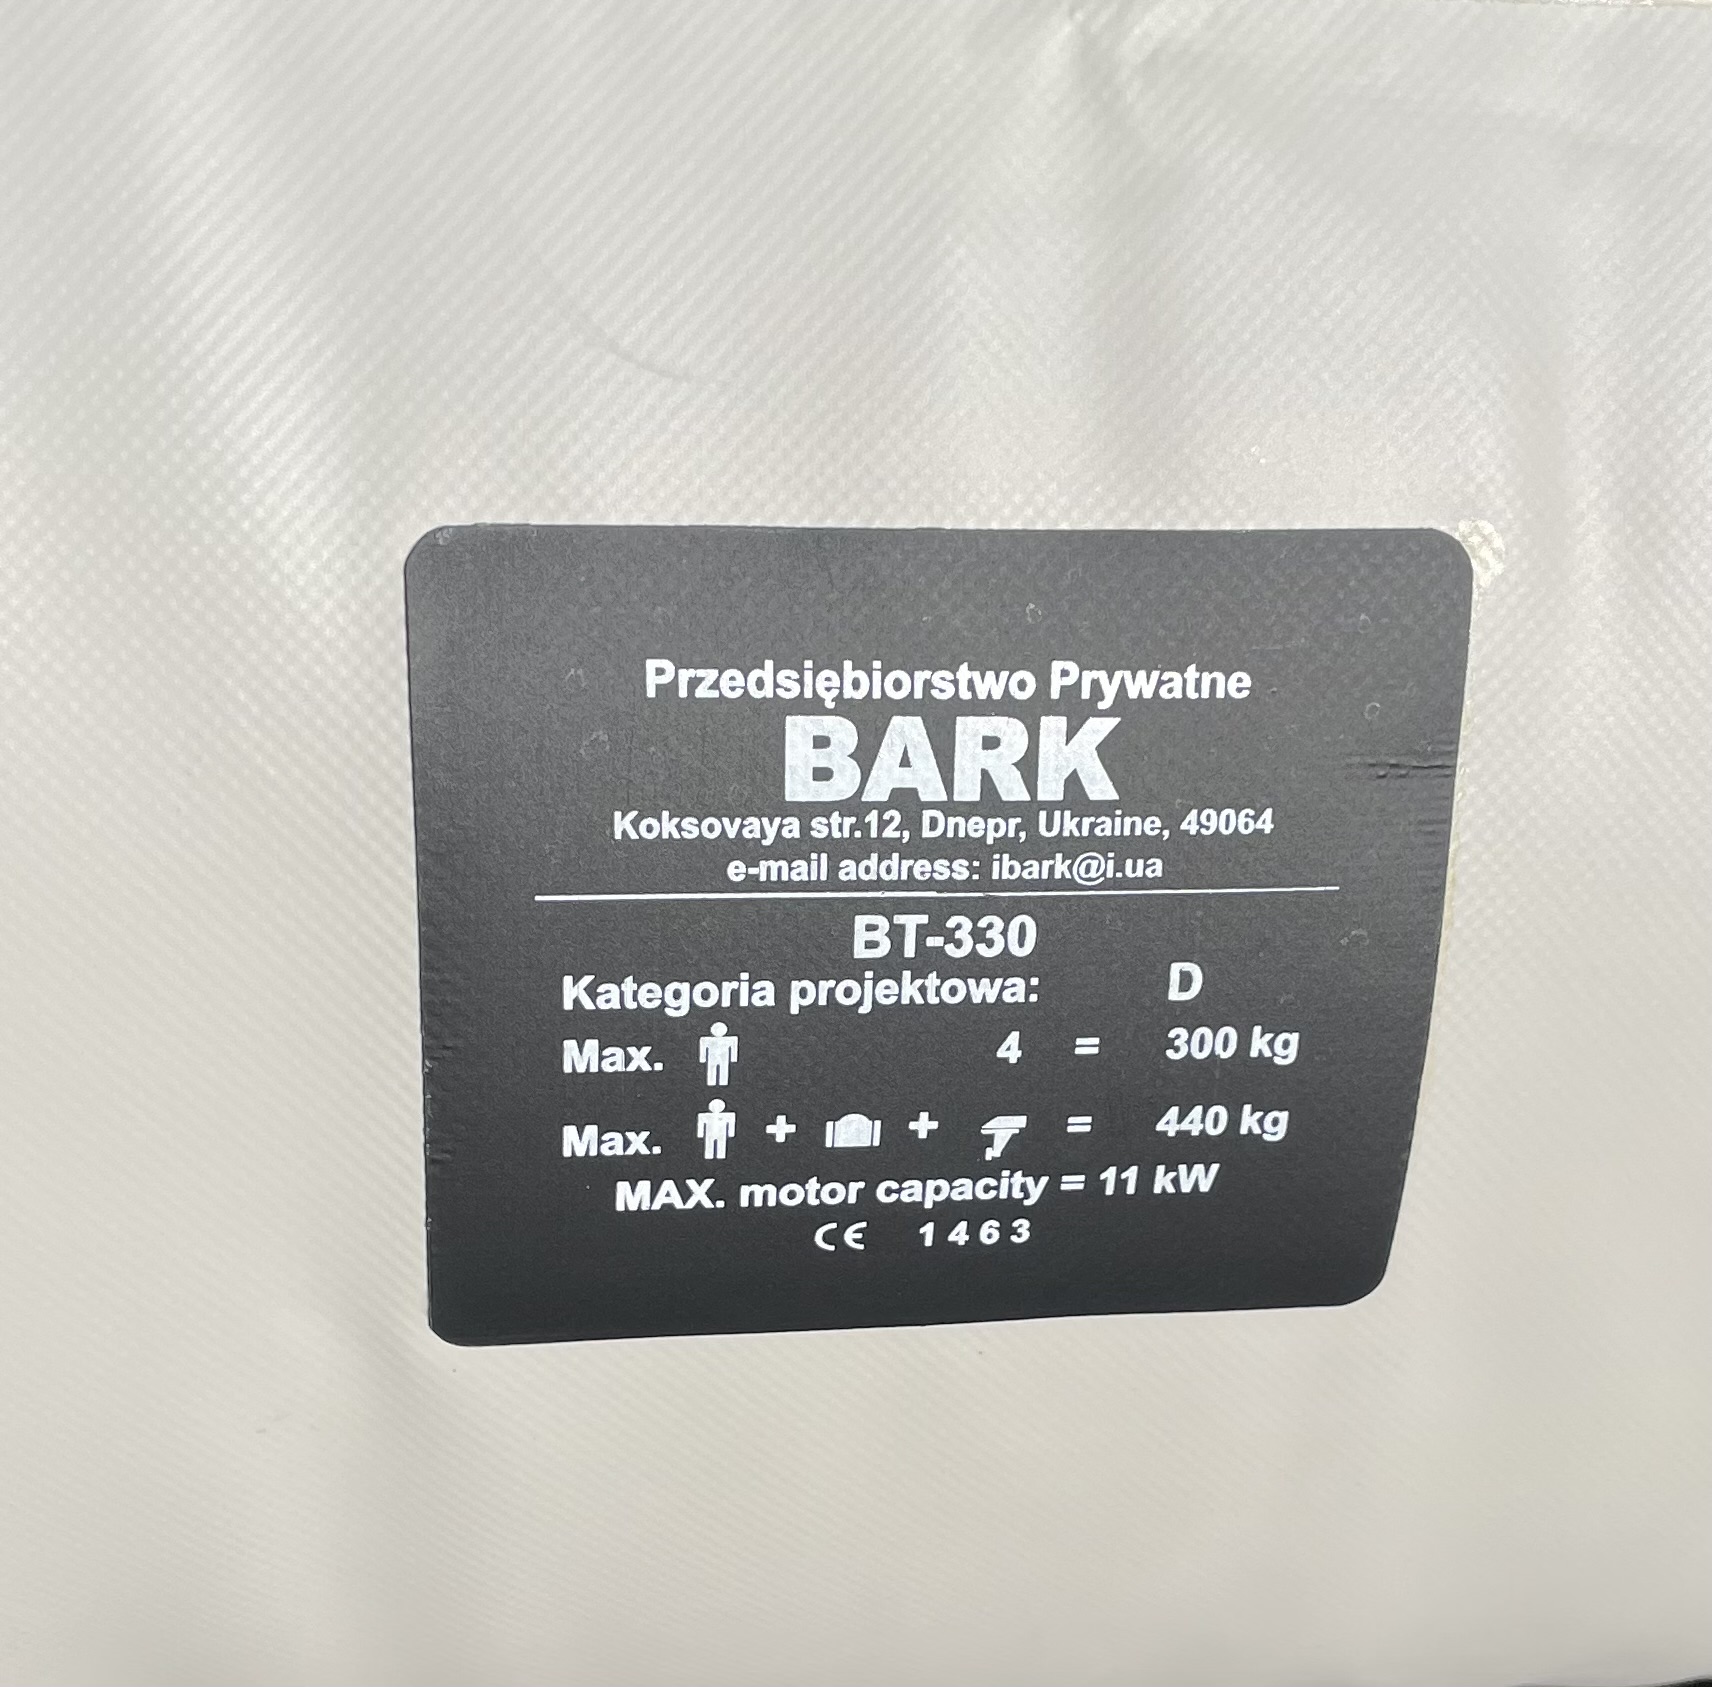 Przedsiębiorstwo Prywatne
BARK
Koksovaya str.12, Dnepr, Ukraine, 49064
e-mail address: ibark@i.ua
BT-330
Kategoria projektowa: D
Max. 4 = 300 kg
Max. + + = 440 kg
MAX. motor capacity = 11 kW
CE 1463